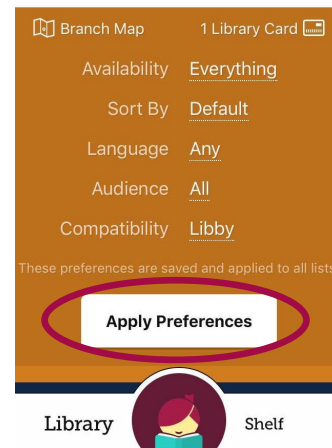 Branch Map 1 Library Card
Availability Everything
Sort By Default
Language Any
Audience All
Compatibility Libby
These preferences are saved and applied to all lists
Apply Preferences
Library Shelf